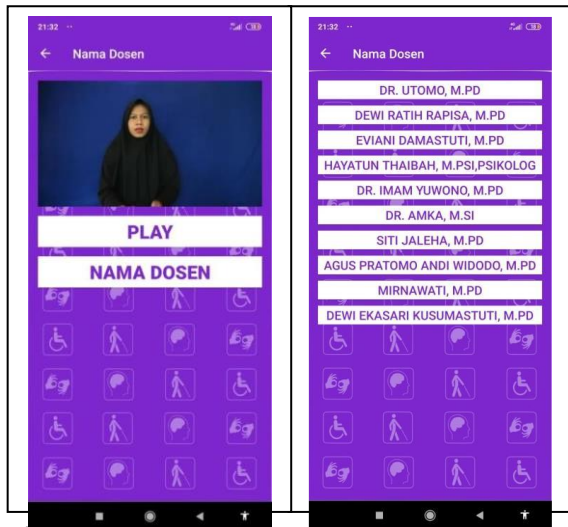 21:32
Nama Dosen
PLAY
NAMA DOSEN
21:32
Nama Dosen
DR. UTOMO, M.PD
DEWI RATIH RAPISA, M.PD
EVIANI DAMASTUTI, M.PD
HAYATUN THAIBAH, M.PSI,PSIKOLOG
DR. IMAM YUWONO, M.PD
DR. AMKA, M.SI
SITI JALEHA, M.PD
AGUS PRATOMO ANDI WIDODO, M.PD
MIRNAWATI, M.PD
DEWI EKASARI KUSUMASTUTI, M.PD